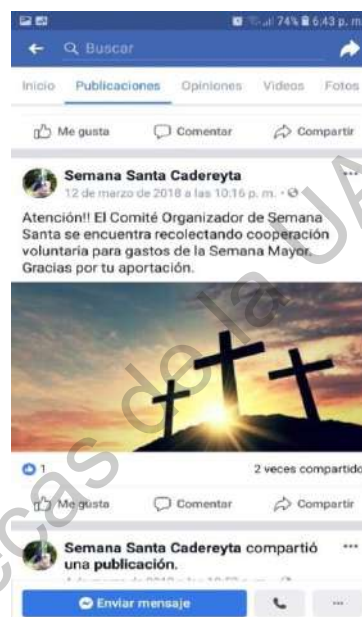 74% 6:43 p. m.
Buscar
Inicio Publicaciones Opiniones Videos Fotos
Me gusta Comentar Compartir
Semana Santa Cadereyta
12 de marzo de 2018 a las 10:16 p. m.
Atención!! El Comité Organizador de Semana
Santa se encuentra recolectando cooperación
voluntaria para gastos de la Semana Mayor.
Gracias por tu aportación.
1 2 veces compartido
Me gusta Comentar Compartir
Semana Santa Cadereyta compartió
una publicación.
Enviar mensaje